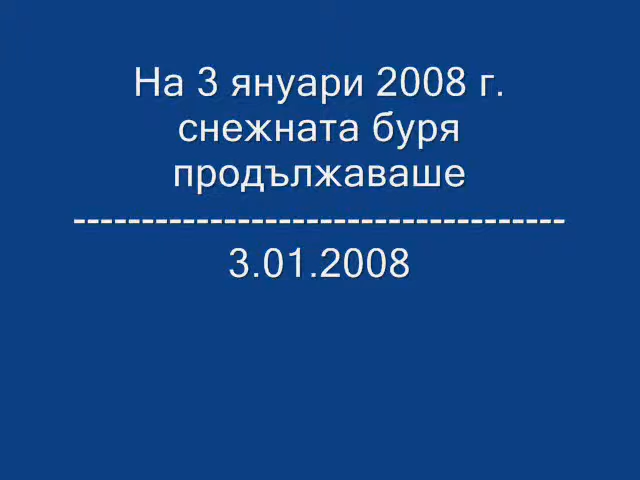 На 3 януари 2008 г.
снежната буря
продължаваше
------------------------------------
3.01.2008